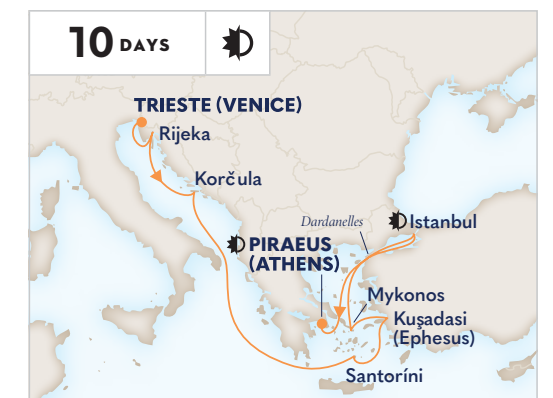 10 DAYS
TRIESTE (VENICE)
Rijeka
Korčula
Dardanelles
Istanbul
PIRAEUS
(ATHENS)
Mykonos
Kuşadasi
(Ephesus)
Santoríni